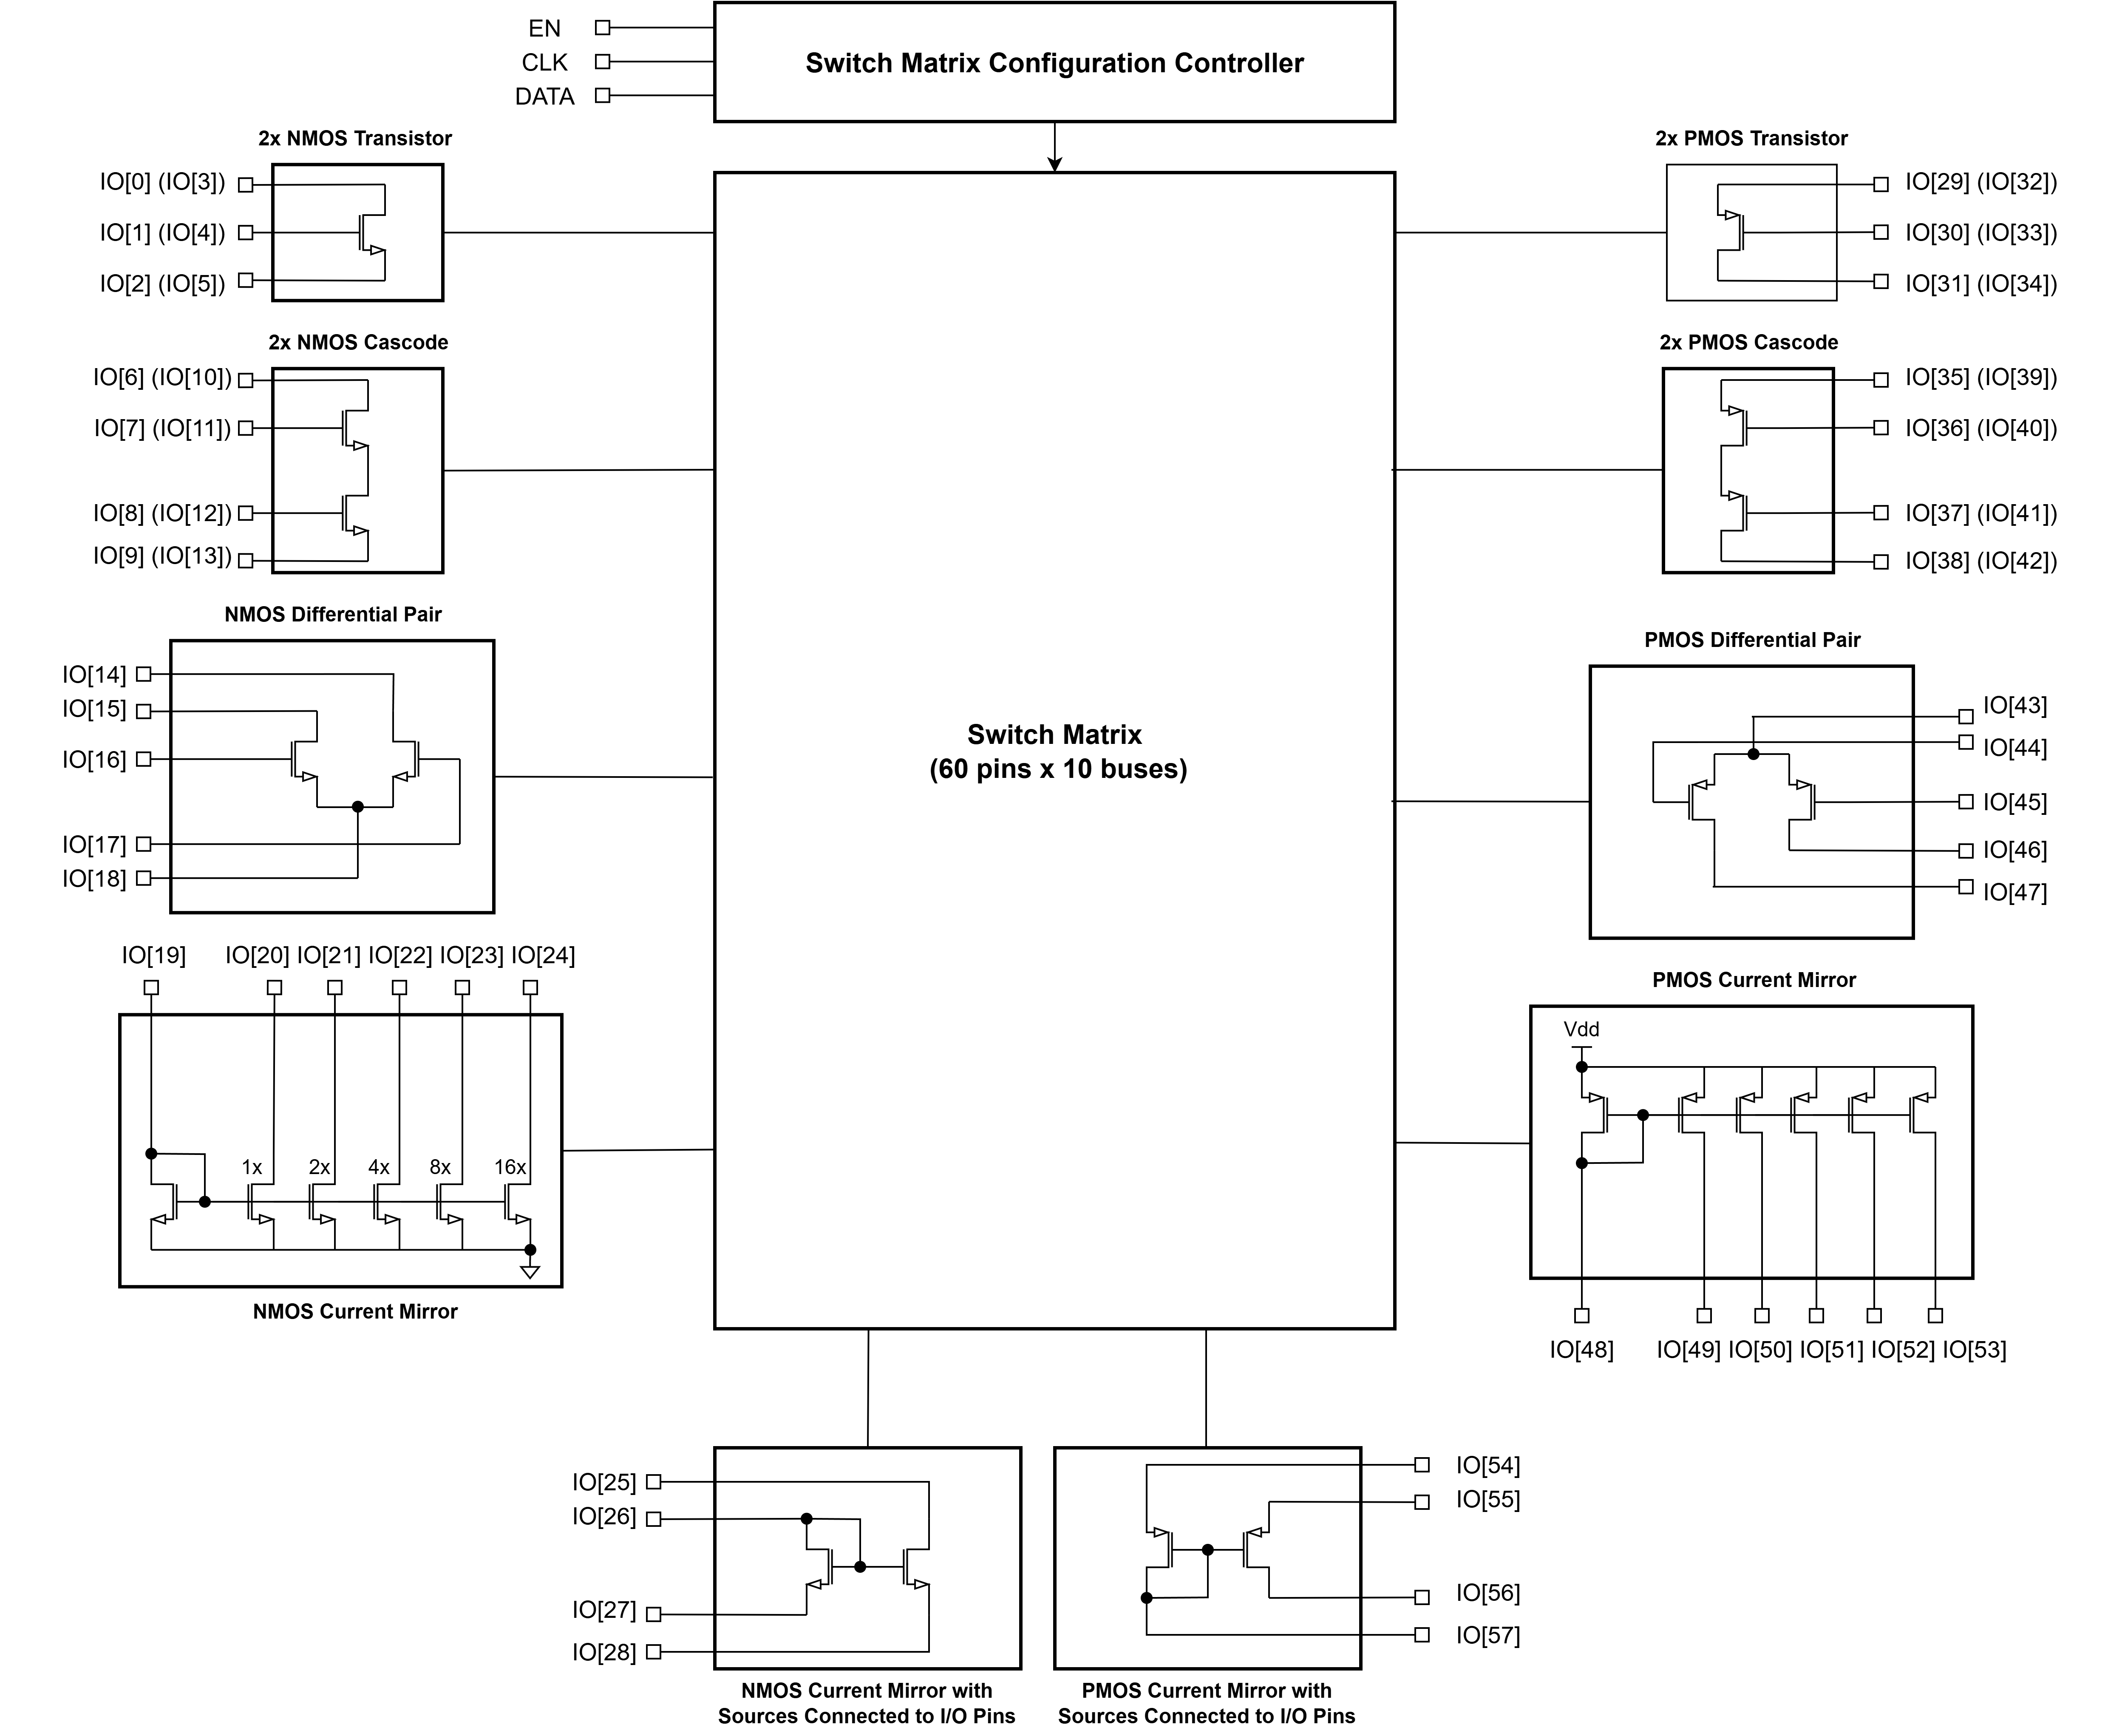 EN
CLK
DATA
Switch Matrix Configuration Controller
2x NMOS Transistor
IO[0] (IO[3])
IO[1] (IO[4])
IO[2] (IO[5])
2x NMOS Cascode
IO[6] (IO[10])
IO[7] (IO[11])
IO[8] (IO[12])
IO[9] (IO[13])
NMOS Differential Pair
IO[14]
IO[15]
IO[16]
IO[17]
IO[18]
IO[19] IO[20] IO[21] IO[22] IO[23] IO[24]
1x 2x 4x 8x 16x
NMOS Current Mirror
Switch Matrix
(60 pins x 10 buses)
2x PMOS Transistor
IO[29] (IO[32])
IO[30] (IO[33])
IO[31] (IO[34])
2x PMOS Cascode
IO[35] (IO[39])
IO[36] (IO[40])
IO[37] (IO[41])
IO[38] (IO[42])
PMOS Differential Pair
IO[43]
IO[44]
IO[45]
IO[46]
IO[47]
PMOS Current Mirror
Vdd
IO[48] IO[49] IO[50] IO[51] IO[52] IO[53]
IO[25]
IO[26]
IO[27]
IO[28]
NMOS Current Mirror with
Sources Connected to I/O Pins
IO[54]
IO[55]
IO[56]
IO[57]
PMOS Current Mirror with
Sources Connected to I/O Pins